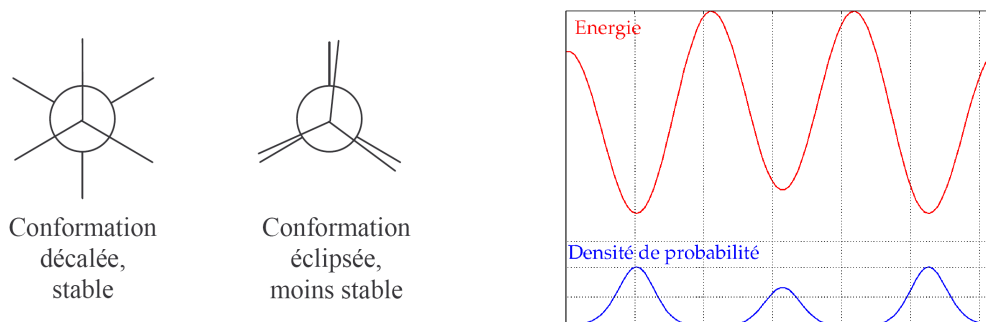 Conformation
décalée,
stable
Conformation
éclipsée,
moins stable
Energie
Densité de probabilité